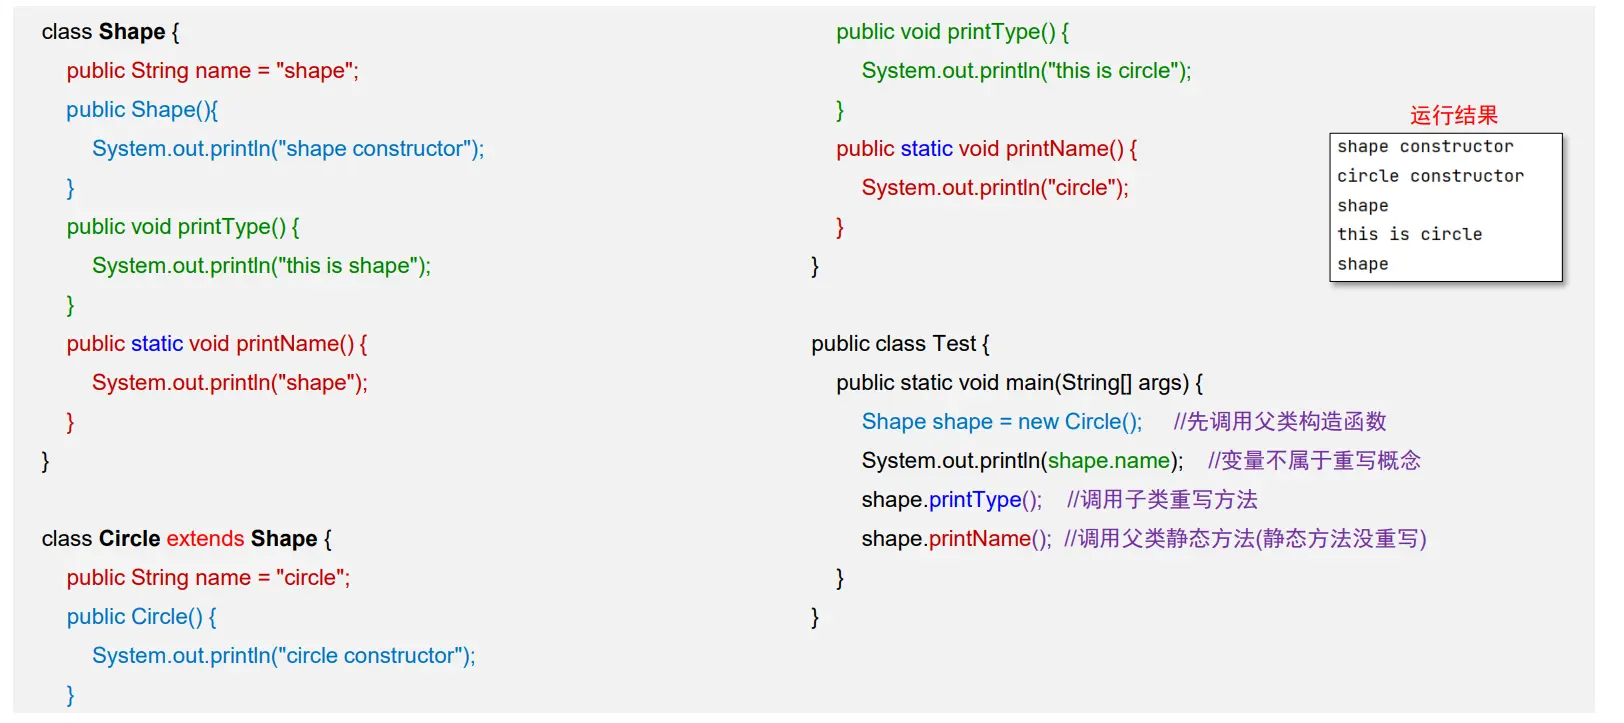 class Shape {
public String name = "shape";
public Shape(){
System.out.println("shape constructor");
}
public void printType() {
System.out.println("this is shape");
}
public static void printName() {
System.out.println("shape");
}
}
class Circle extends Shape {
public String name = "circle";
public Circle() {
System.out.println("circle constructor");
}
public void printType() {
System.out.println("this is circle");
}
public static void printName() {
System.out.println("circle");
}
}
public class Test {
public static void main(String[] args) {
Shape shape = new Circle(); //先调用父类构造函数
System.out.println(shape.name); //变量不属于重写概念
shape.printType(); //调用子类重写方法
shape.printName(); //调用父类静态方法(静态方法没重写)
}
}
运行结果
shape constructor
circle constructor
shape
this is circle
shape